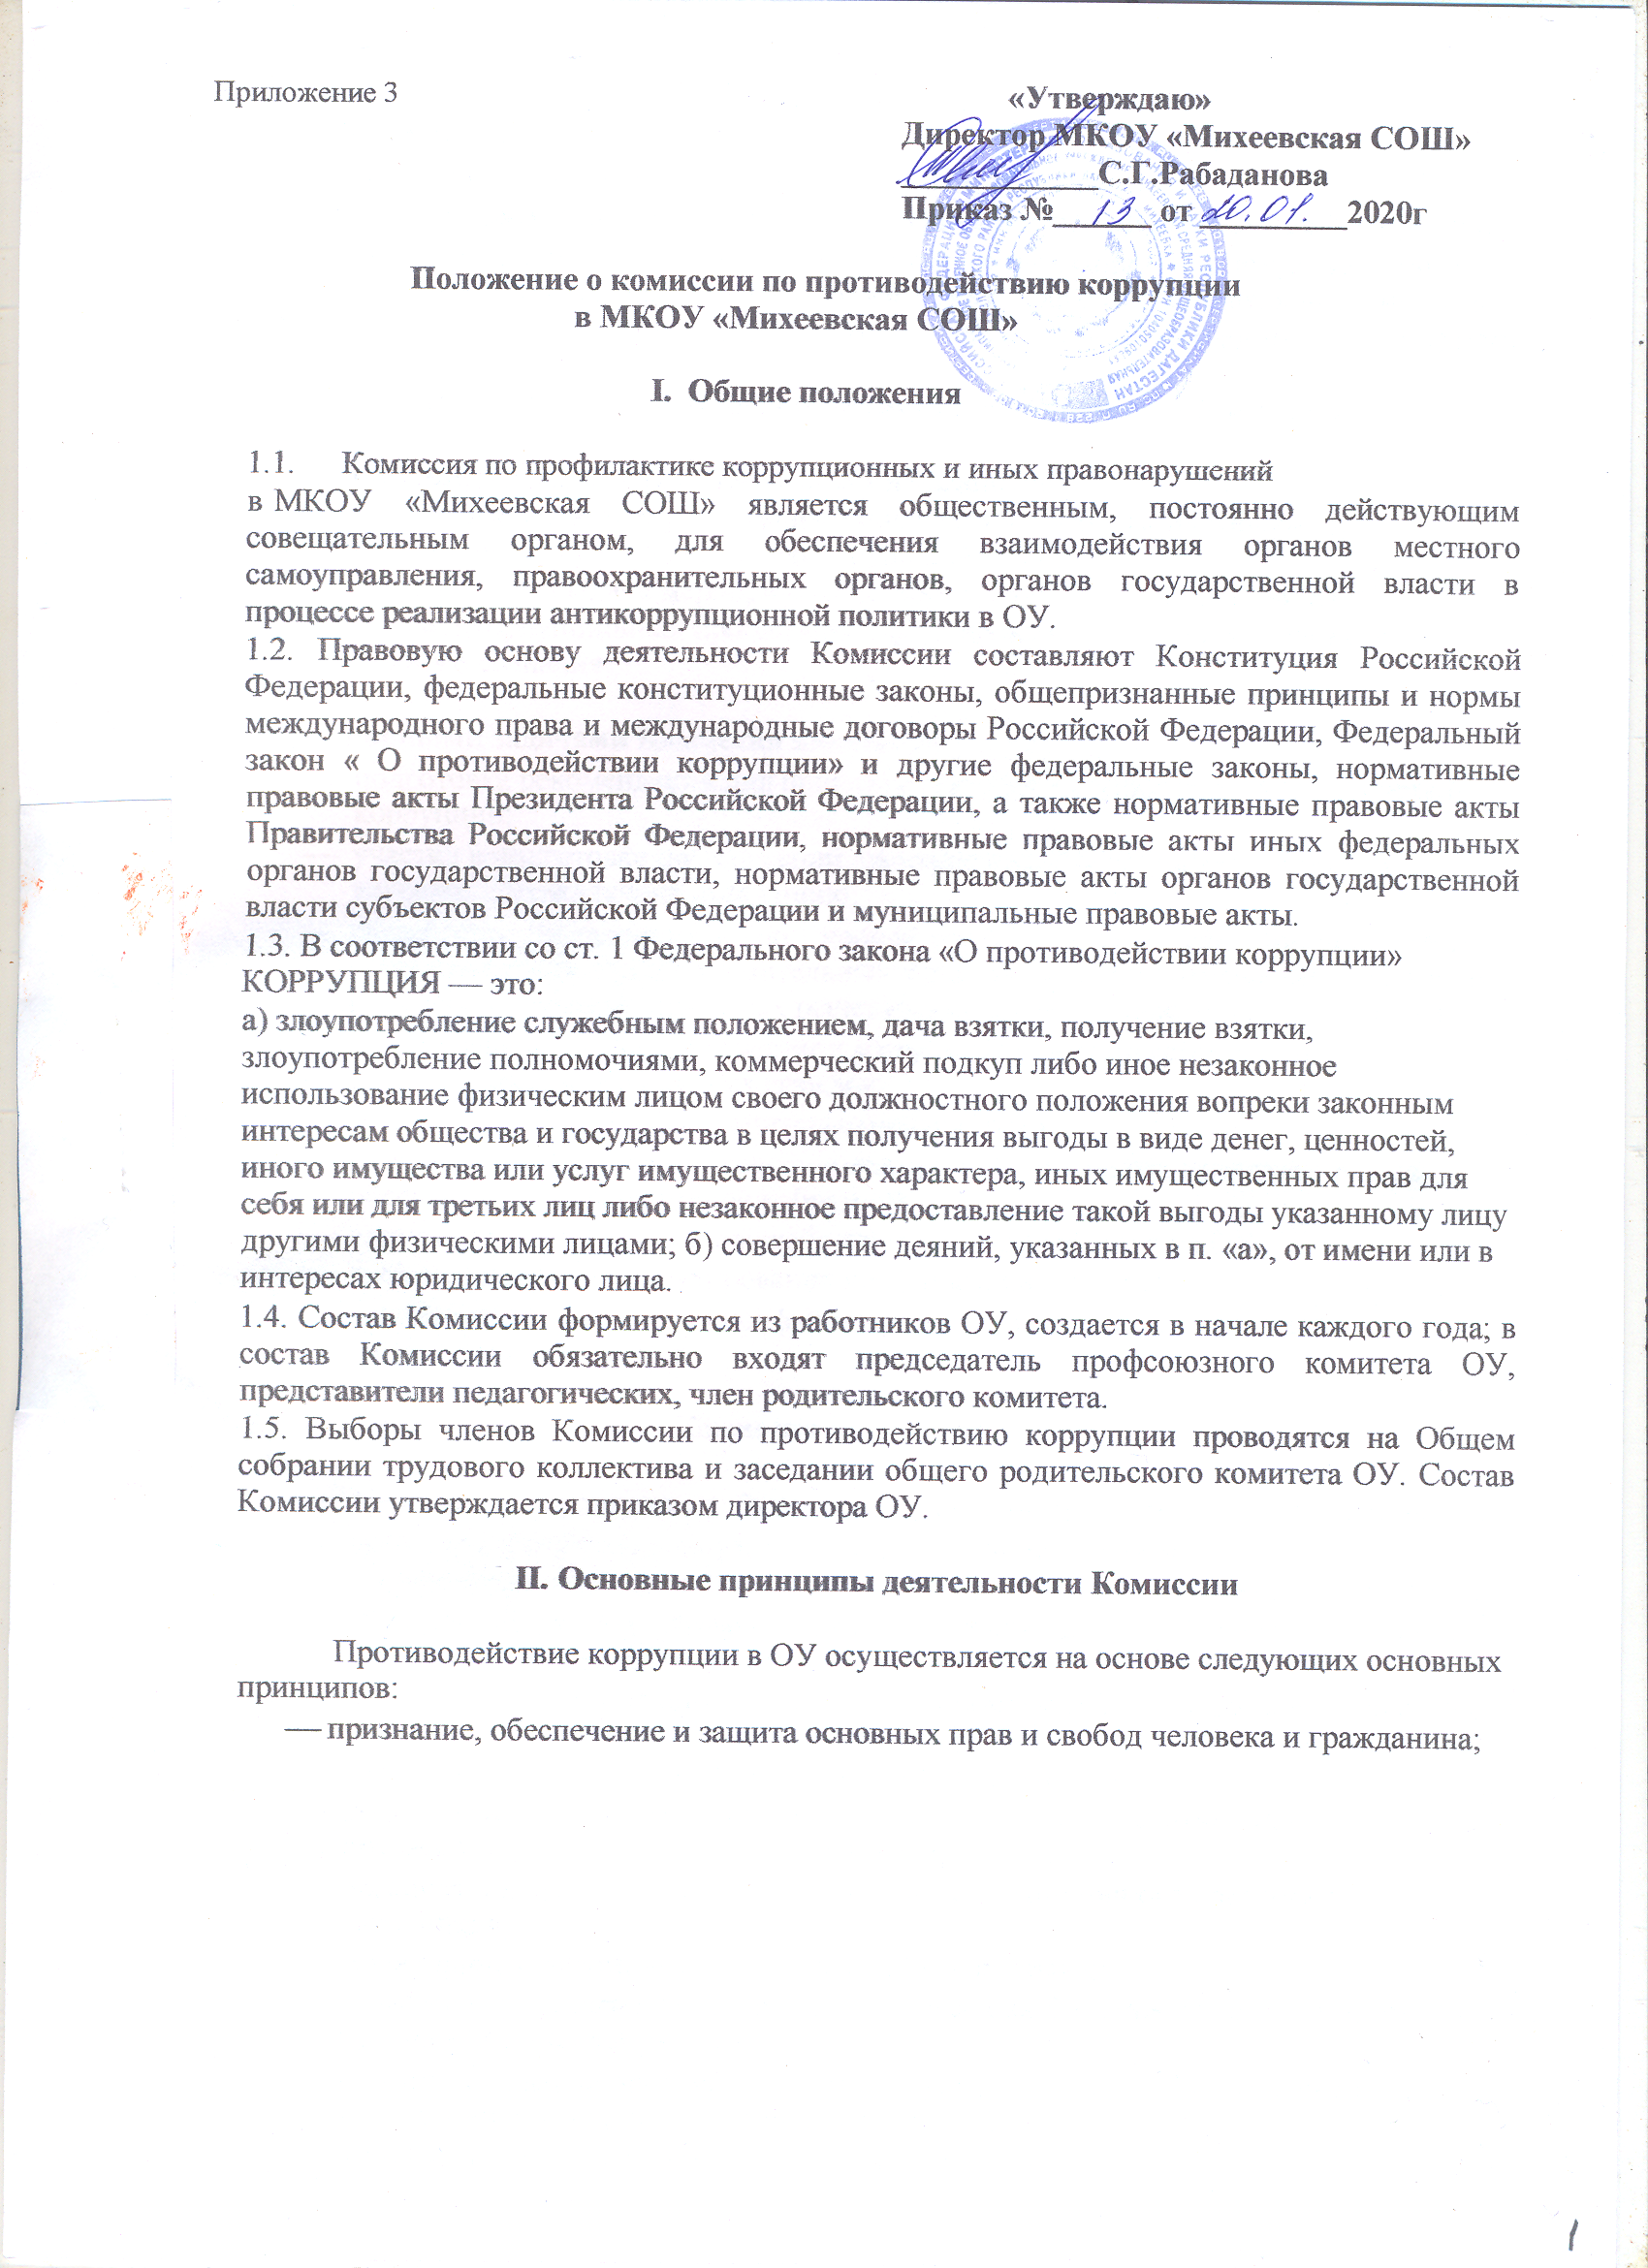 Приложение 3
«Утверждаю»
Директор МКОУ «Михеевская СОШ»
____________С.Г.Рабаданова
Приказ №______13 от 20.01.________2020г
Положение о комиссии по противодействию коррупции
в МКОУ «Михеевская СОШ»
I. Общие положения
1.1. Комиссия по профилактике коррупционных и иных правонарушений
в МКОУ «Михеевская СОШ» является общественным, постоянно действующим
совещательным органом, для обеспечения взаимодействия органов местного
самоуправления, правоохранительных органов, органов государственной власти в
процессе реализации антикоррупционной политики в ОУ.
1.2. Правовую основу деятельности Комиссии составляют Конституция Российской
Федерации, федеральные конституционные законы, общепризнанные принципы и нормы
международного права и международные договоры Российской Федерации, Федеральный
закон « О противодействии коррупции» и другие федеральные законы, нормативные
правовые акты Президента Российской Федерации, а также нормативные правовые акты
Правительства Российской Федерации, нормативные правовые акты иных федеральных
органов государственной власти, нормативные правовые акты органов государственной
власти субъектов Российской Федерации и муниципальные правовые акты.
1.3. В соответствии со ст. 1 Федерального закона «О противодействии коррупции»
КОРРУПЦИЯ — это:
а) злоупотребление служебным положением, дача взятки, получение взятки,
злоупотребление полномочиями, коммерческий подкуп либо иное незаконное
использование физическим лицом своего должностного положения вопреки законным
интересам общества и государства в целях получения выгоды в виде денег, ценностей,
иного имущества или услуг имущественного характера, иных имущественных прав для
себя или для третьих лиц либо незаконное предоставление такой выгоды указанному лицу
другими физическими лицами; б) совершение деяний, указанных в п. «а», от имени или в
интересах юридического лица.
1.4. Состав Комиссии формируется из работников ОУ, создается в начале каждого года; в
состав Комиссии обязательно входят председатель профсоюзного комитета ОУ,
представители педагогических, член родительского комитета.
1.5. Выборы членов Комиссии по противодействию коррупции проводятся на Общем
собрании трудового коллектива и заседании общего родительского комитета ОУ. Состав
Комиссии утверждается приказом директора ОУ.
II. Основные принципы деятельности Комиссии
Противодействие коррупции в ОУ осуществляется на основе следующих основных
принципов:
— признание, обеспечение и защита основных прав и свобод человека и гражданина;
1